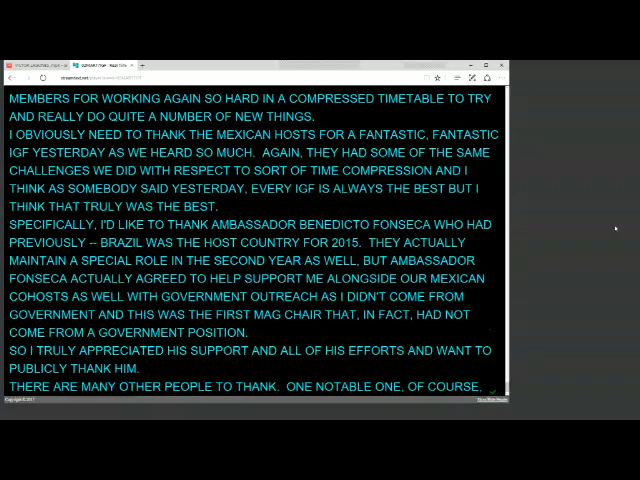 streamtext.net
MEMBERS FOR WORKING AGAIN SO HARD IN A COMPRESSED TIMETABLE TO TRY
AND REALLY DO QUITE A NUMBER OF NEW THINGS.
I OBVIOUSLY NEED TO THANK THE MEXICAN HOSTS FOR A FANTASTIC, FANTASTIC
IGF YESTERDAY AS WE HEARD SO MUCH.  AGAIN, THEY HAD SOME OF THE SAME
CHALLENGES WE DID WITH RESPECT TO SORT OF TIME COMPRESSION AND I
THINK AS SOMEBODY SAID YESTERDAY, EVERY IGF IS ALWAYS THE BEST BUT I
THINK THAT TRULY WAS THE BEST.
SPECIFICALLY, I'D LIKE TO THANK AMBASSADOR BENEDICTO FONSECA WHO HAD
PREVIOUSLY -- BRAZIL WAS THE HOST COUNTRY FOR 2015.  THEY ACTUALLY
MAINTAIN A SPECIAL ROLE IN THE SECOND YEAR AS WELL, BUT AMBASSADOR
FONSECA ACTUALLY AGREED TO HELP SUPPORT ME ALONGSIDE OUR MEXICAN
COHOSTS AS WELL WITH GOVERNMENT OUTREACH AS I DIDN'T COME FROM
GOVERNMENT AND THIS WAS THE FIRST MAG CHAIR THAT, IN FACT, HAD NOT
COME FROM A GOVERNMENT POSITION.
SO I TRULY APPRECIATED HIS SUPPORT AND ALL OF HIS EFFORTS AND WANT TO
PUBLICLY THANK HIM.
THERE ARE MANY OTHER PEOPLE TO THANK.  ONE NOTABLE ONE, OF COURSE,
Copyright © 2017